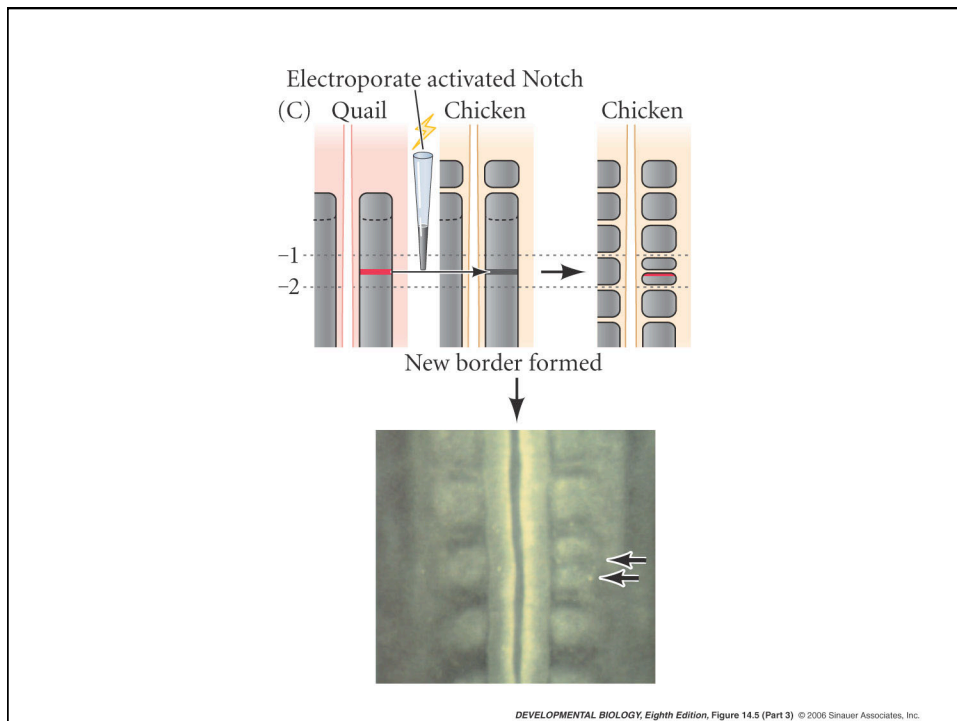 Electroporate activated Notch
(C) Quail Chicken Chicken
–1
–2
New border formed
DEVELOPMENTAL BIOLOGY, Eighth Edition, Figure 14.5 (Part 3) © 2006 Sinauer Associates, Inc.